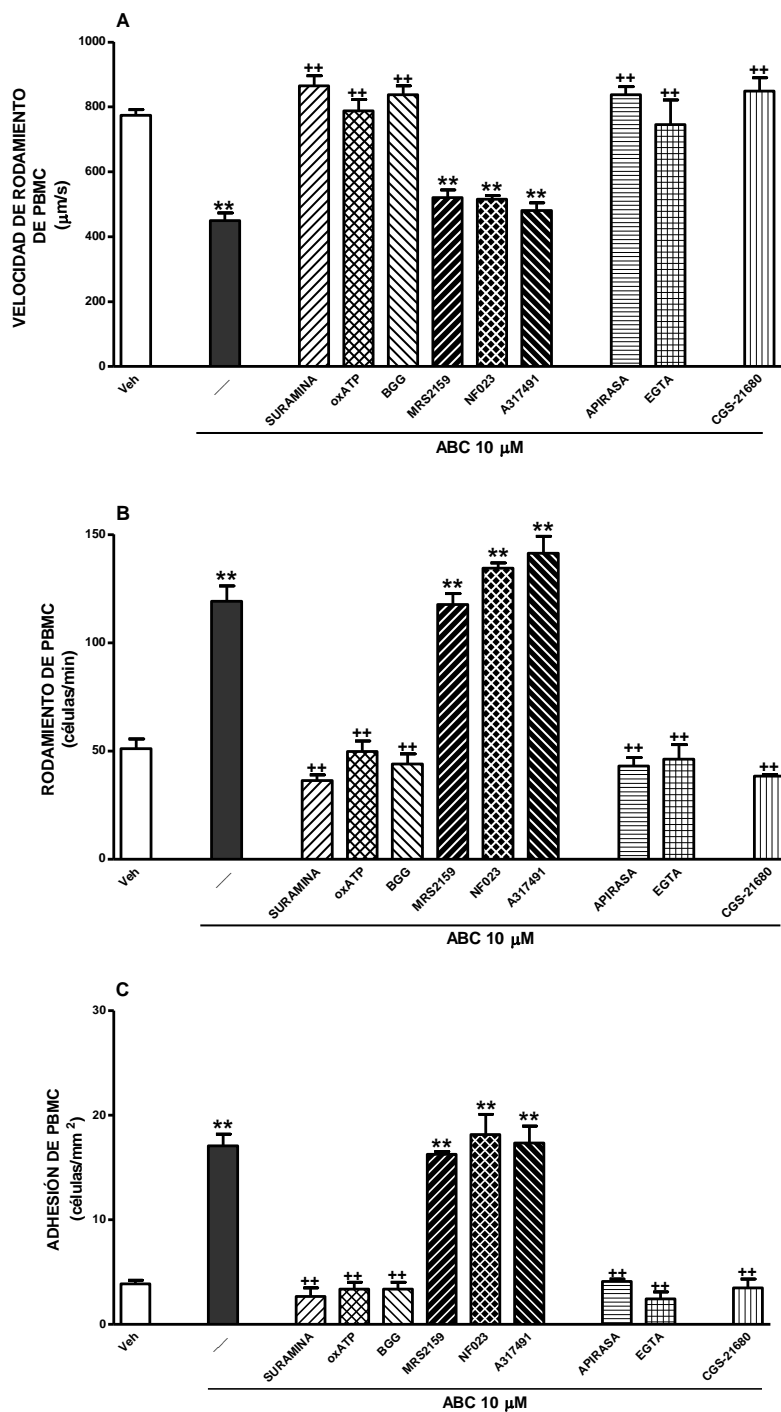 A
1000
800
600
400
200
0
VELOCIDAD DE RODAMIENTO
DE PBMC
(µm/s)
**
++
++
++
**
**
**
++
++
++
Veh
SURAMINA
oxATP
BGG
MRS2159
NF023
A317491
APIRASA
EGTA
CGS-21680
ABC 10 µM
B
150
100
50
0
RODAMIENTO DE PBMC
(células/min)
**
++
++
++
**
**
**
++
++
++
Veh
SURAMINA
oxATP
BGG
MRS2159
NF023
A317491
APIRASA
EGTA
CGS-21680
ABC 10 µM
C
30
20
10
0
ADHESIÓN DE PBMC
(células/mm²)
**
++
++
++
**
**
**
++
++
++
Veh
SURAMINA
oxATP
BGG
MRS2159
NF023
A317491
APIRASA
EGTA
CGS-21680
ABC 10 µM